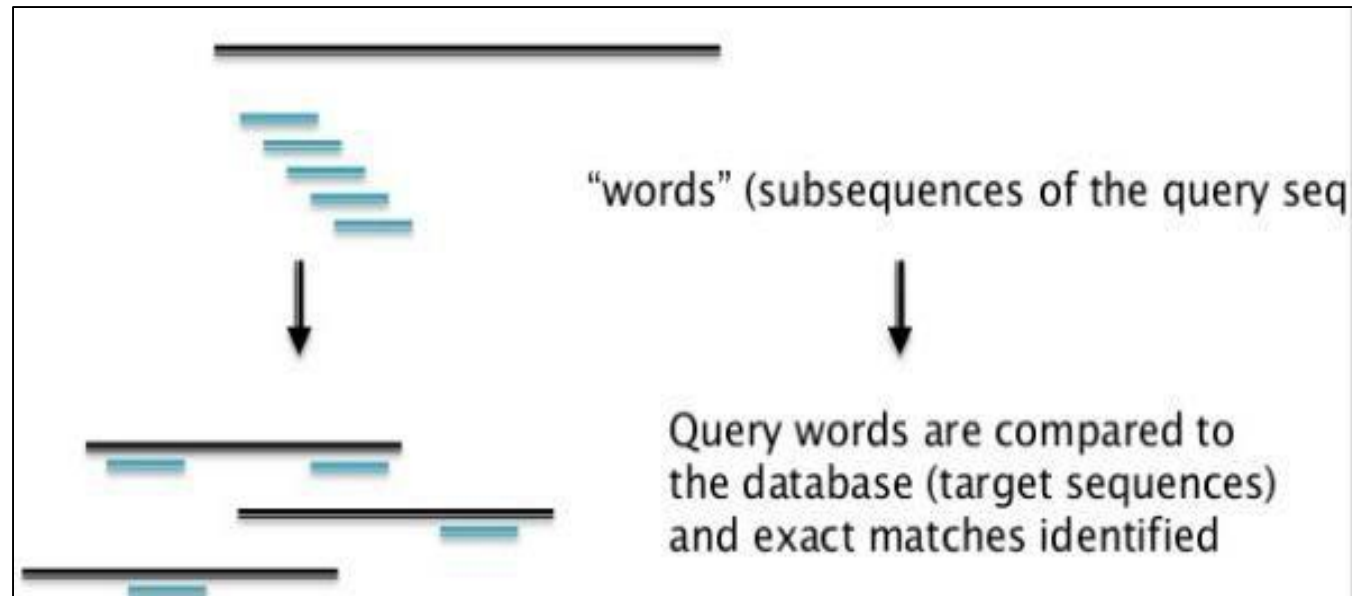 “words” (subsequences of the query seq
Query words are compared to
the database (target sequences)
and exact matches identified